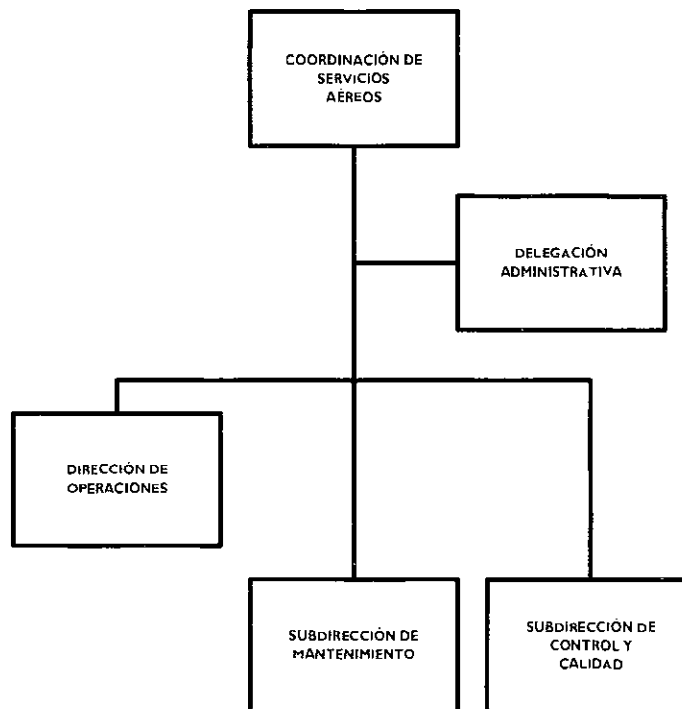 COORDINACIÓN DE
SERVICIOS
AÉREOS
DELEGACIÓN
ADMINISTRATIVA
DIRECCIÓN DE
OPERACIONES
SUBDIRECCIÓN DE
MANTENIMIENTO
SUBDIRECCIÓN DE
CONTROL Y
CALIDAD